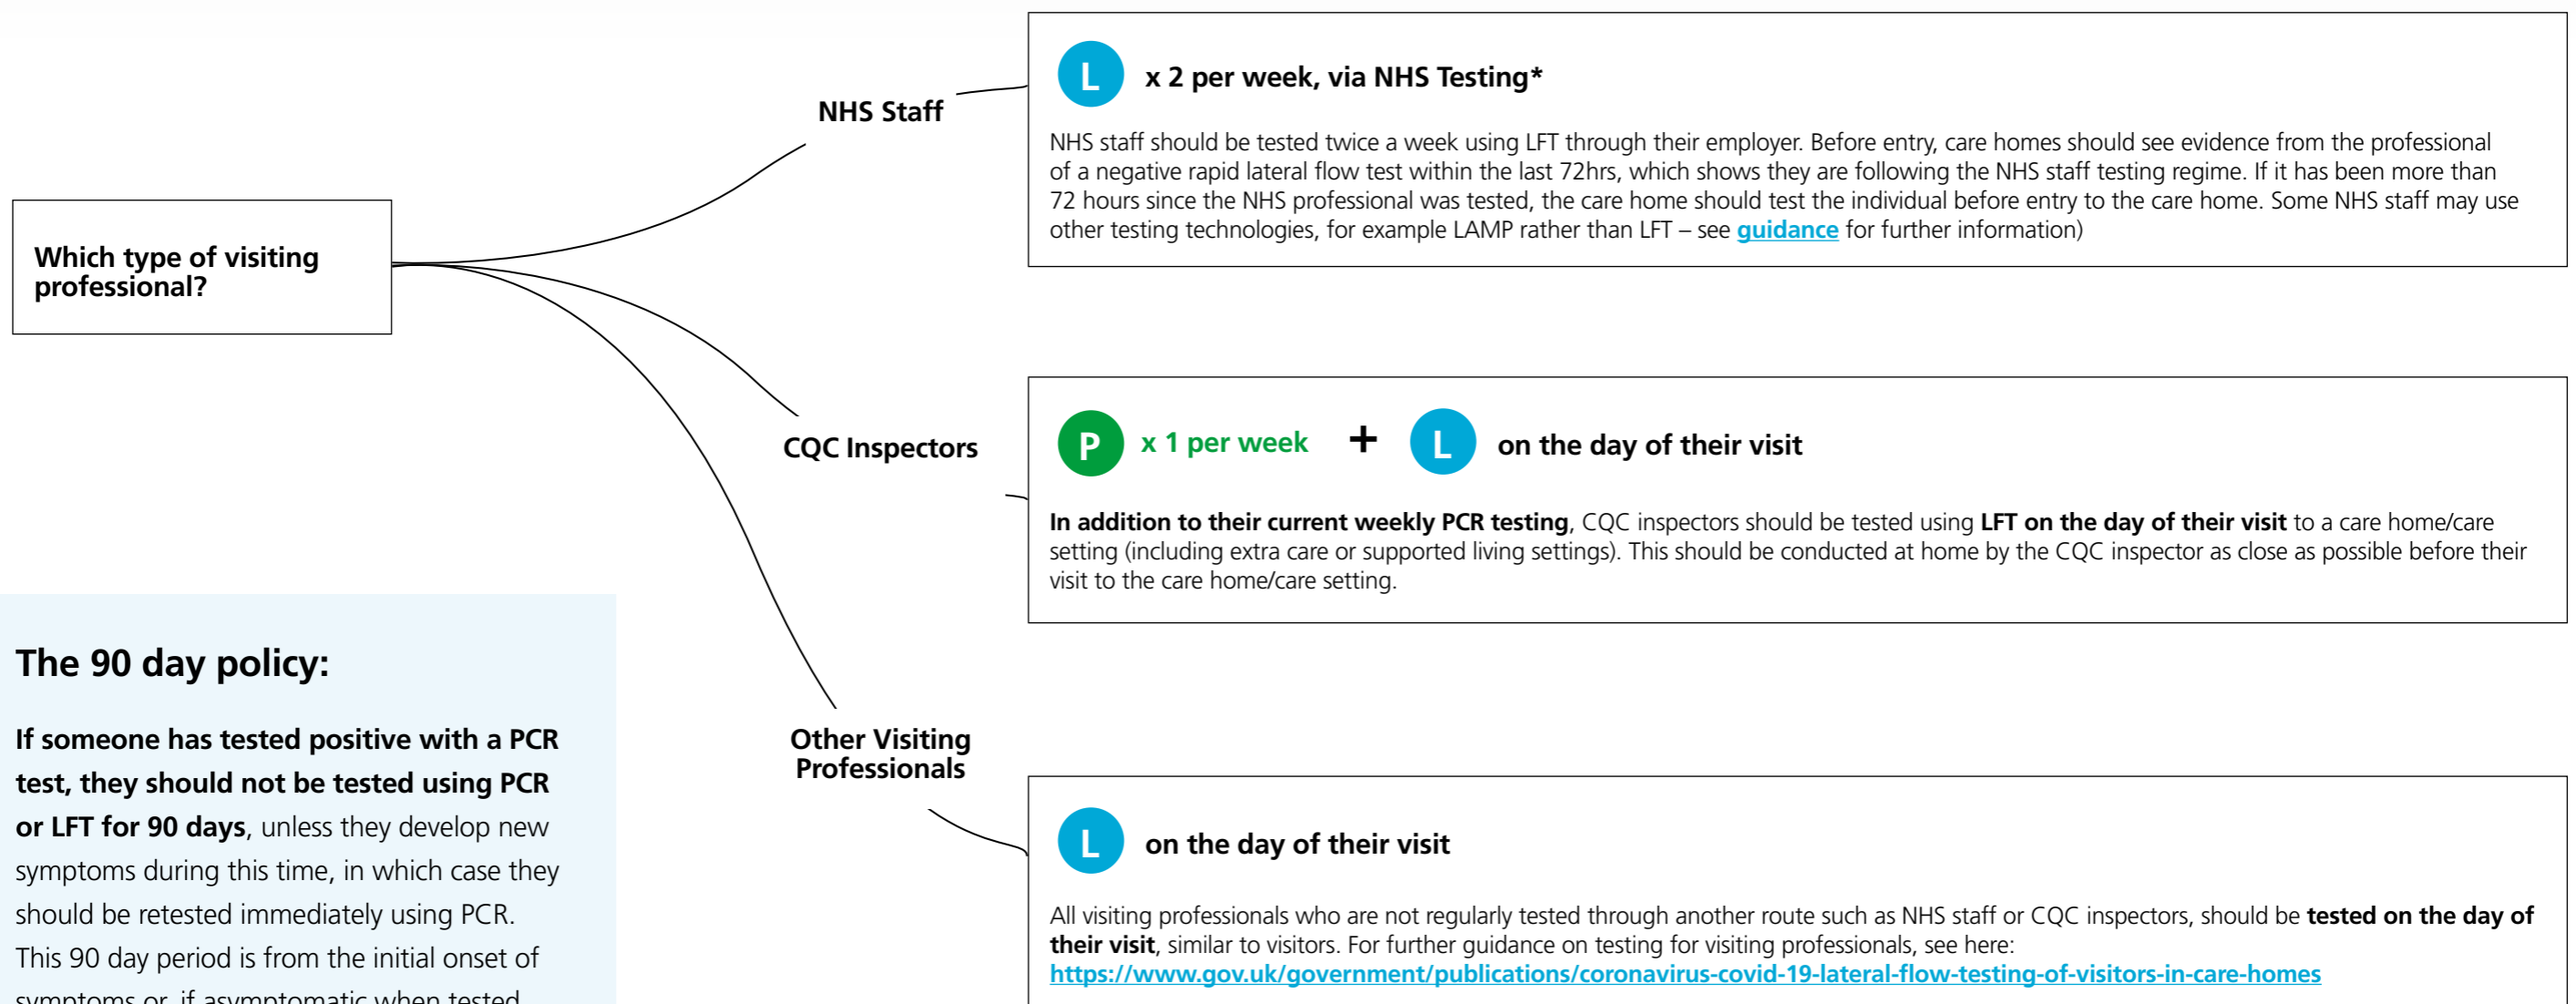 Which type of visiting
professional?
NHS Staff
L x 2 per week, via NHS Testing*
NHS staff should be tested twice a week using LFT through their employer. Before entry, care homes should see evidence from the professional
of a negative rapid lateral flow test within the last 72hrs, which shows they are following the NHS staff testing regime. If it has been more than
72 hours since the NHS professional was tested, the care home should test the individual before entry to the care home. Some NHS staff may use
other testing technologies, for example LAMP rather than LFT – see guidance for further information)
CQC Inspectors
P x 1 per week + L on the day of their visit
In addition to their current weekly PCR testing, CQC inspectors should be tested using LFT on the day of their visit to a care home/care
setting (including extra care or supported living settings). This should be conducted at home by the CQC inspector as close as possible before their
visit to the care home/care setting.
Other Visiting
Professionals
L on the day of their visit
All visiting professionals who are not regularly tested through another route such as NHS staff or CQC inspectors, should be tested on the day of
their visit, similar to visitors. For further guidance on testing for visiting professionals, see here:
https://www.gov.uk/government/publications/coronavirus-covid-19-lateral-flow-testing-of-visitors-in-care-homes
The 90 day policy:
If someone has tested positive with a PCR
test, they should not be tested using PCR
or LFT for 90 days, unless they develop new
symptoms during this time, in which case they
should be retested immediately using PCR.
This 90 day period is from the initial onset of
symptoms or, if asymptomatic when tested,